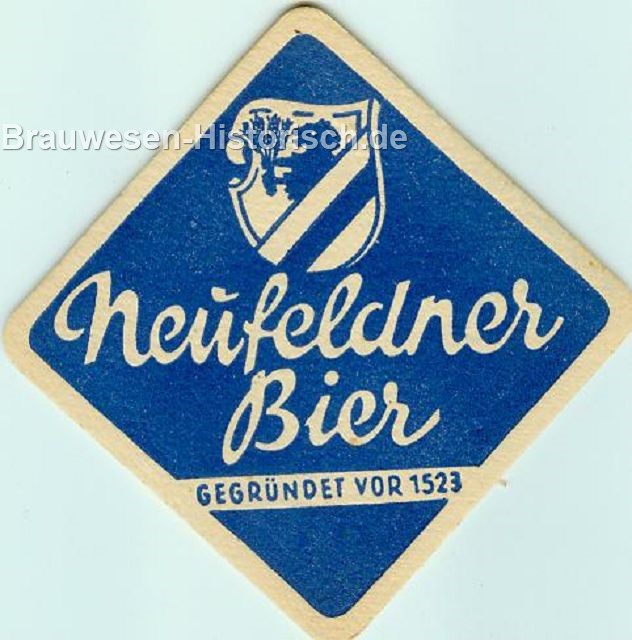 Brauwesen-Historisch.de
Neufeldner
Bier
GEGRÜNDET VOR 1523